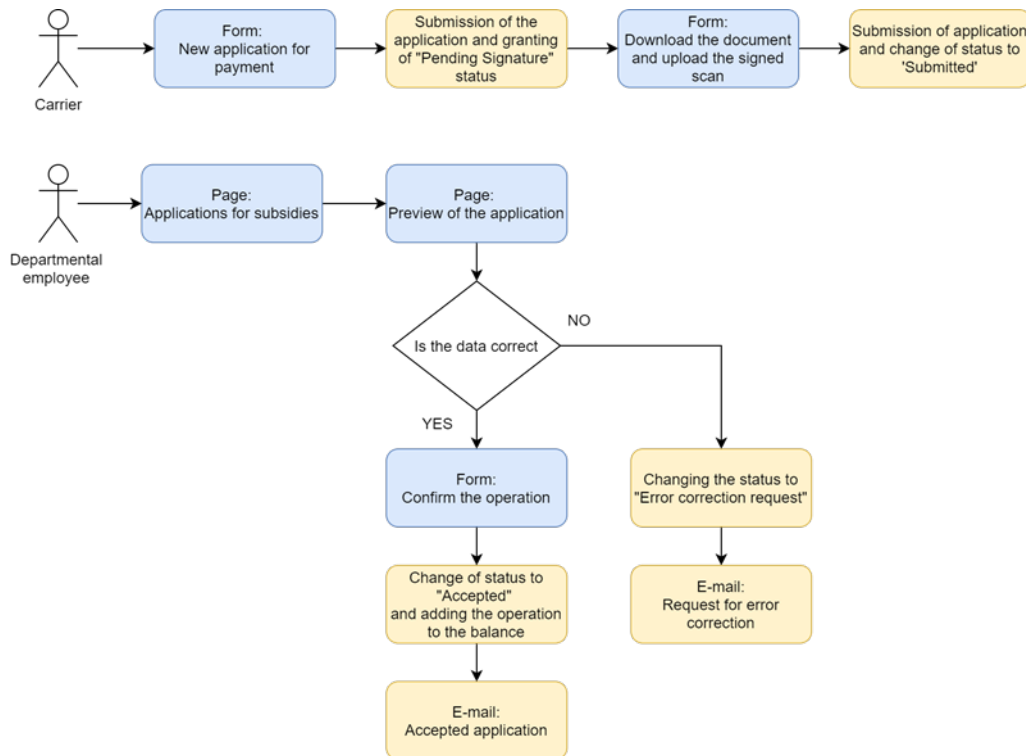 Form:
New application for
payment
Submission of the
application and granting
of "Pending Signature"
status
Form:
Download the document
and upload the signed
scan
Submission of application
and change of status to
'Submitted'
Carrier
Page:
Applications for subsidies
Page:
Preview of the application
Departmental
employee
Is the data correct
NO
YES
Form:
Confirm the operation
Changing the status to
"Error correction request"
Change of status to
"Accepted"
and adding the operation
to the balance
E-mail:
Request for error
correction
E-mail:
Accepted application